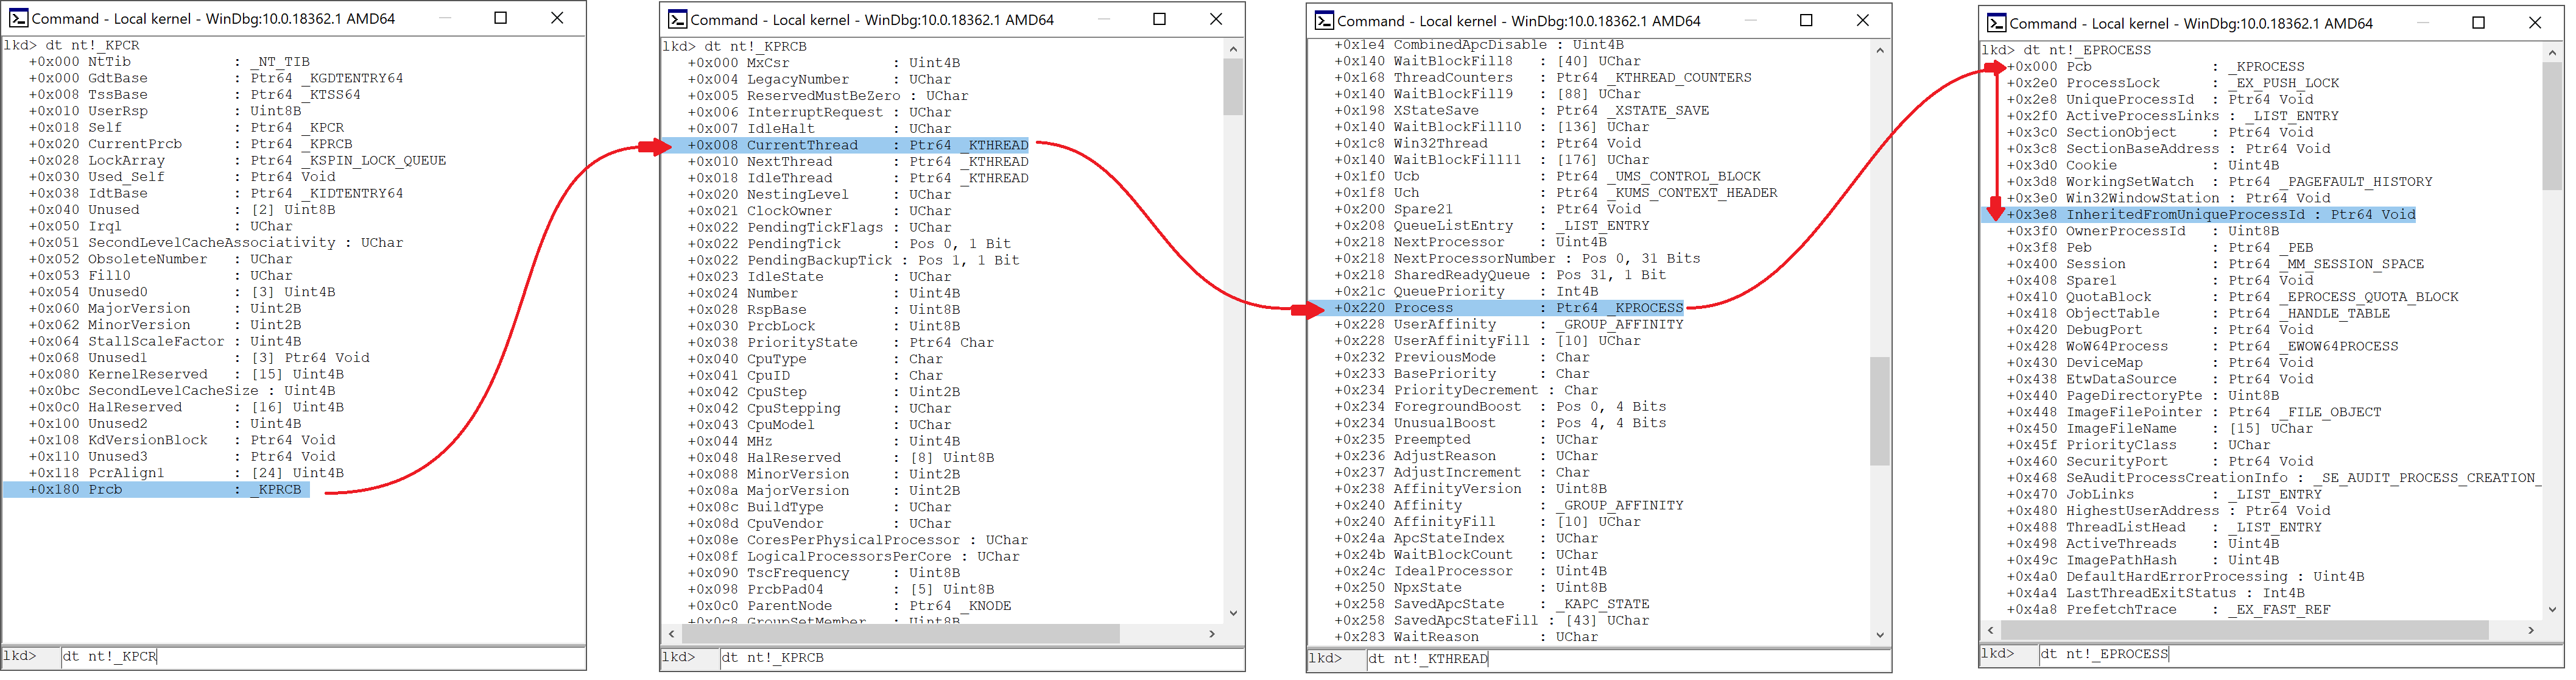 Command - Local kernel - WinDbg:10.0.18362.1 AMD64
lkd> dt nt!_KPCR
+0x000 NtTib : _NT_TIB
+0x000 GdtBase : Ptr64 _KGDTENTRY64
+0x008 TssBase : Ptr64 _KTSS64
+0x010 UserRsp : Uint8B
+0x018 Self : Ptr64 _KPCR
+0x020 CurrentPrcb : Ptr64 _KPRCB
+0x028 LockArray : Ptr64 _KSPIN_LOCK_QUEUE
+0x030 Used_Self : Ptr64 Void
+0x038 IdtBase : Ptr64 _KIDTENTRY64
+0x040 Unused : [2] Uint8B
+0x050 Irql : UChar
+0x051 SecondLevelCacheAssociativity : UChar
+0x052 ObsoleteNumber : UChar
+0x053 Fill0 : UChar
+0x054 Unused0 : [3] Uint4B
+0x060 MajorVersion : Uint2B
+0x062 MinorVersion : Uint2B
+0x064 StallScaleFactor : Uint4B
+0x068 Unused1 : [3] Ptr64 Void
+0x080 KernelReserved : [15] Uint4B
+0x0bc SecondLevelCacheSize : Uint4B
+0x0c0 HalReserved : [16] Uint4B
+0x100 Unused2 : Uint4B
+0x108 KdVersionBlock : Ptr64 Void
+0x110 Unused3 : Ptr64 Void
+0x118 PcrAlign1 : [24] Uint4B
+0x180 Prcb : _KPRCB
lkd> dt nt!_KPCR
Command - Local kernel - WinDbg:10.0.18362.1 AMD64
lkd> dt nt!_KPRCB
+0x000 MxCsr : Uint4B
+0x004 LegacyNumber : UChar
+0x005 ReservedMustBeZero : UChar
+0x006 InterruptRequest : UChar
+0x007 IdleHalt : UChar
+0x008 CurrentThread : Ptr64 _KTHREAD
+0x010 NextThread : Ptr64 _KTHREAD
+0x018 IdleThread : Ptr64 _KTHREAD
+0x020 NestingLevel : UChar
+0x021 ClockOwner : UChar
+0x022 PendingTickFlags : UChar
+0x022 PendingTick : Pos 0, 1 Bit
+0x022 PendingBackupTick : Pos 1, 1 Bit
+0x023 IdleState : UChar
+0x024 Number : Uint4B
+0x028 RspBase : Uint8B
+0x030 PrcbLock : Uint8B
+0x038 PriorityState : Ptr64 Char
+0x040 CpuType : Char
+0x041 CpuID : Char
+0x042 CpuStep : Uint2B
+0x042 CpuStepping : UChar
+0x043 CpuModel : UChar
+0x044 MHz : Uint4B
+0x048 HalReserved : [8] Uint8B
+0x088 MinorVersion : Uint2B
+0x08a MajorVersion : Uint2B
+0x08c BuildType : UChar
+0x08d CpuVendor : UChar
+0x08e CoresPerPhysicalProcessor : UChar
+0x08f LogicalProcessorsPerCore : UChar
+0x090 TscFrequency : Uint8B
+0x098 PrcbPad04 : [5] Uint8B
+0x0c0 ParentNode : Ptr64 _KNODE
+0x0c8 GroupSetMember : Uint8B
lkd> dt nt!_KPRCB
Command - Local kernel - WinDbg:10.0.18362.1 AMD64
+0x1e4 CombinedApcDisable : Uint4B
+0x140 WaitBlockFill8 : [40] UChar
+0x168 ThreadCounters : Ptr64 _KTHREAD_COUNTERS
+0x140 WaitBlockFill9 : [88] UChar
+0x198 XStateSave : Ptr64 _XSTATE_SAVE
+0x140 WaitBlockFill10 : [136] UChar
+0x1c8 Win32Thread : Ptr64 Void
+0x140 WaitBlockFill11 : [176] UChar
+0x1f0 Ucb : Ptr64 _UMS_CONTROL_BLOCK
+0x1f8 Uch : Ptr64 _KUMS_CONTEXT_HEADER
+0x200 Spare21 : Ptr64 Void
+0x208 QueueListEntry : _LIST_ENTRY
+0x218 NextProcessor : Uint4B
+0x218 NextProcessorNumber : Pos 0, 31 Bits
+0x218 SharedReadyQueue : Pos 31, 1 Bit
+0x21c QueuePriority : Int4B
+0x220 Process : Ptr64 _KPROCESS
+0x228 UserAffinity : _GROUP_AFFINITY
+0x228 UserAffinityFill : [10] UChar
+0x232 PreviousMode : Char
+0x233 BasePriority : Char
+0x234 PriorityDecrement : Char
+0x234 ForegroundBoost : Pos 0, 4 Bits
+0x234 UnusualBoost : Pos 4, 4 Bits
+0x235 Preempted : UChar
+0x236 AdjustReason : UChar
+0x237 AdjustIncrement : Char
+0x238 AffinityVersion : Uint8B
+0x240 Affinity : _GROUP_AFFINITY
+0x240 AffinityFill : [10] UChar
+0x24a ApcStateIndex : UChar
+0x24b WaitBlockCount : UChar
+0x24c IdealProcessor : Uint4B
+0x250 NpxState : Uint8B
+0x258 SavedApcState : _KAPC_STATE
+0x258 SavedApcStateFill : [43] UChar
+0x283 WaitReason : UChar
lkd> dt nt!_KTHREAD
Command - Local kernel - WinDbg:10.0.18362.1 AMD64
lkd> dt nt!_EPROCESS
+0x000 Pcb : _KPROCESS
+0x2e0 ProcessLock : _EX_PUSH_LOCK
+0x2e8 UniqueProcessId : Ptr64 Void
+0x2f0 ActiveProcessLinks : _LIST_ENTRY
+0x3c0 SectionObject : Ptr64 Void
+0x3c8 SectionBaseAddress : Ptr64 Void
+0x3d0 Cookie : Uint4B
+0x3d8 WorkingSetWatch : Ptr64 _PAGEFAULT_HISTORY
+0x3e0 Win32WindowStation : Ptr64 Void
+0x3e8 InheritedFromUniqueProcessId : Ptr64 Void
+0x3f0 OwnerProcessId : Uint8B
+0x3f8 Peb : Ptr64 _PEB
+0x400 Session : Ptr64 _MM_SESSION_SPACE
+0x408 Spare1 : Ptr64 Void
+0x410 QuotaBlock : Ptr64 _EPROCESS_QUOTA_BLOCK
+0x418 ObjectTable : Ptr64 _HANDLE_TABLE
+0x420 DebugPort : Ptr64 Void
+0x428 WoW64Process : Ptr64 _EWOW64PROCESS
+0x430 DeviceMap : Ptr64 Void
+0x438 EtwDataSource : Ptr64 Void
+0x440 PageDirectoryPte : Uint8B
+0x448 ImageFilePointer : Ptr64 _FILE_OBJECT
+0x450 ImageFileName : [15] UChar
+0x45f PriorityClass : UChar
+0x460 SecurityPort : Ptr64 Void
+0x468 SeAuditProcessCreationInfo : _SE_AUDIT_PROCESS_CREATION_
+0x470 JobLinks : _LIST_ENTRY
+0x480 HighestUserAddress : Ptr64 Void
+0x488 ThreadListHead : _LIST_ENTRY
+0x498 ActiveThreads : Uint4B
+0x49c ImagePathHash : Uint4B
+0x4a0 DefaultHardErrorProcessing : Uint4B
+0x4a4 LastThreadExitStatus : Int4B
+0x4a8 PrefetchTrace : _EX_FAST_REF
lkd> dt nt!_EPROCESS